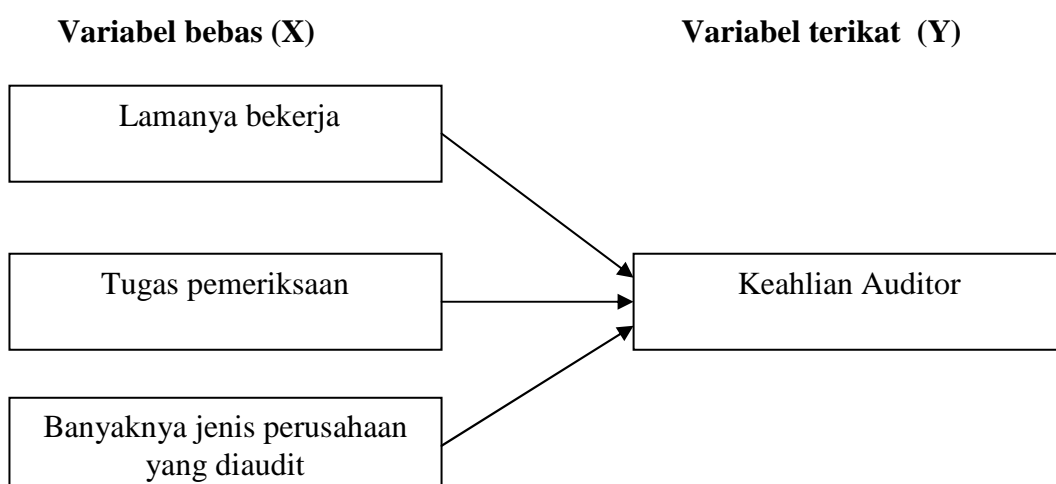 Variabel bebas (X)
Variabel terikat (Y)
Lamanya bekerja
Tugas pemeriksaan
Keahlian Auditor
Banyaknya jenis perusahaan
yang diaudit